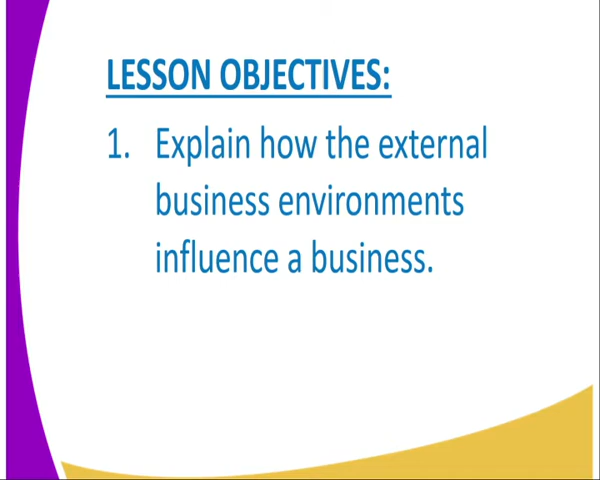 LESSON OBJECTIVES:
1. Explain how the external
business environments
influence a business.